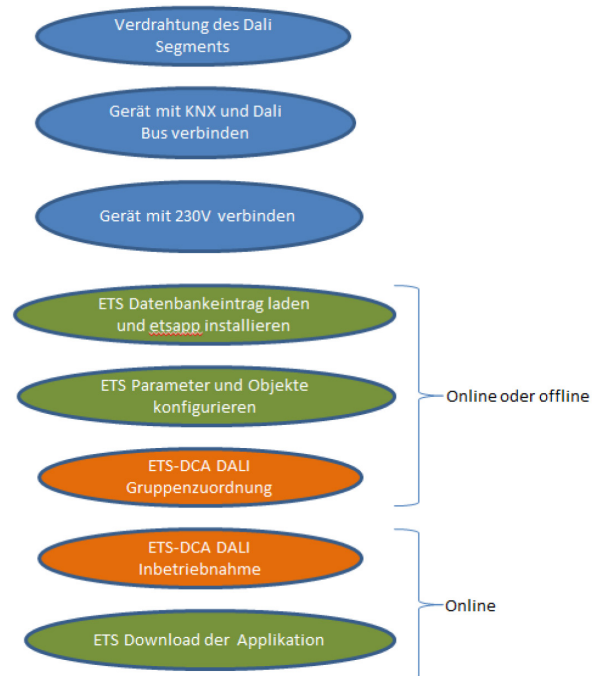 Verdrahtung des Dali
Segments
Gerät mit KNX und Dali
Bus verbinden
Gerät mit 230V verbinden
ETS Datenbankeintrag laden
und etsapp installieren
ETS Parameter und Objekte
konfigurieren
Online oder offline
ETS-DCA DALI
Gruppenzuordnung
ETS-DCA DALI
Inbetriebnahme
Online
ETS Download der Applikation